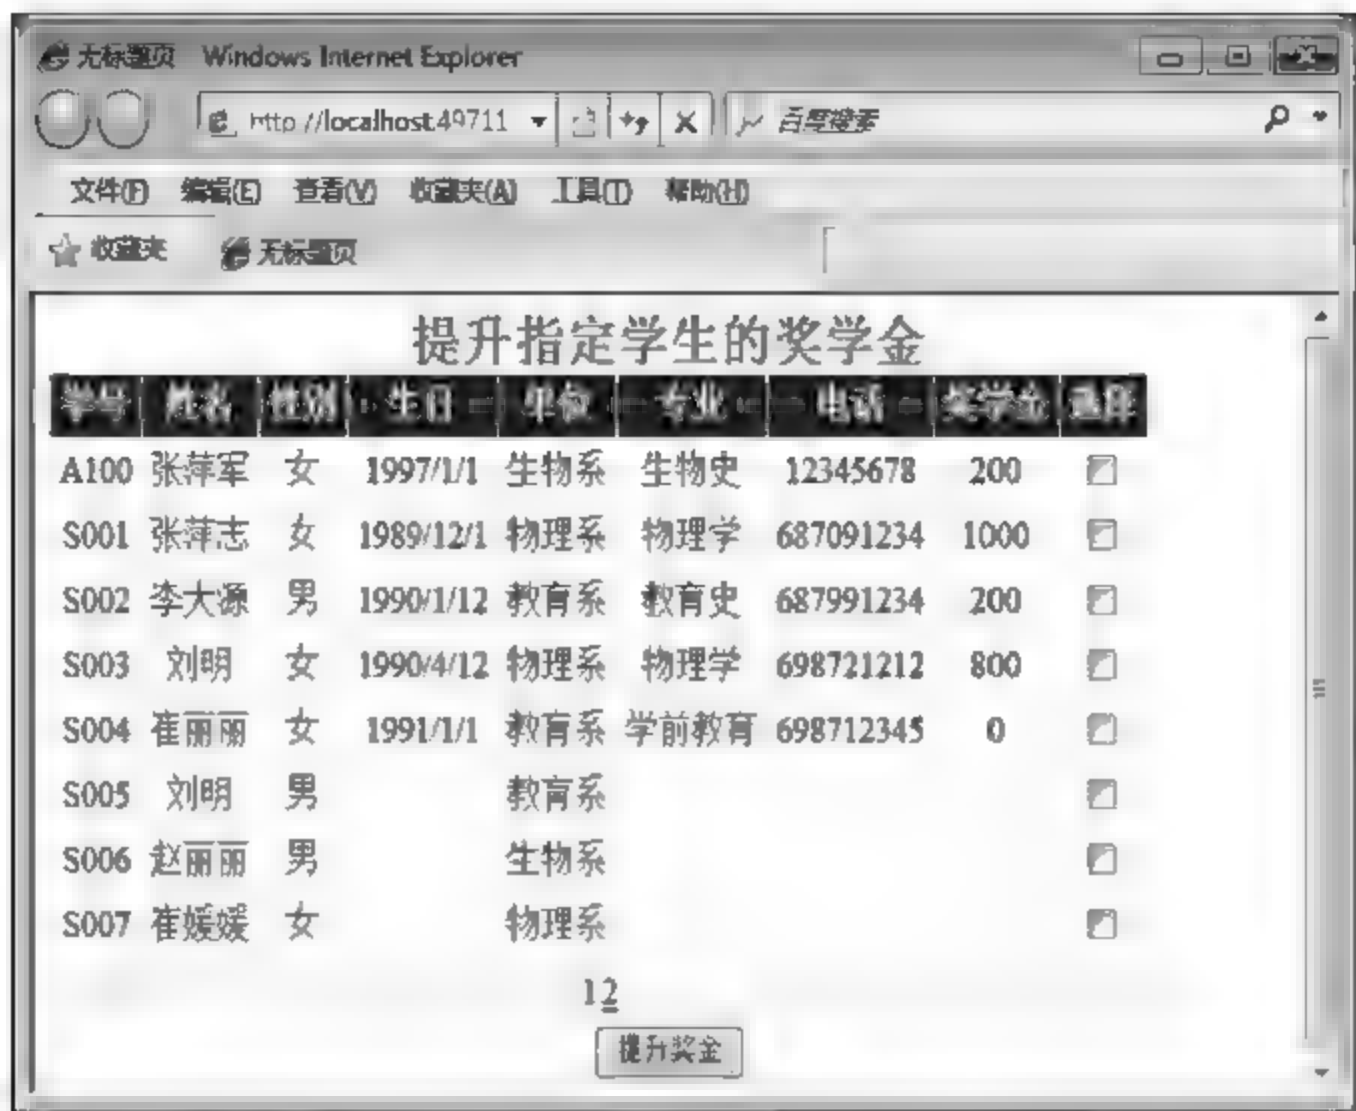 无标题页 Windows Internet Explorer
http://localhost:49711 百度搜索
文件(F) 编辑(E) 查看(V) 收藏夹(A) 工具(T) 帮助(H)
收藏夹 无标题页
提升指定学生的奖学金
学号 姓名 性别 生日 单位 专业 电话 奖学金 选择
A100 张萍军 女 1997/1/1 生物系 生物史 12345678 200
S001 张萍志 女 1989/12/1 物理系 物理学 687091234 1000
S002 李大源 男 1990/1/12 教育系 教育史 687991234 200
S003 刘明 女 1990/4/12 物理系 物理学 698721212 800
S004 崔丽丽 女 1991/1/1 教育系 学前教育 698712345 0
S005 刘明 男 教育系
S006 赵丽丽 男 生物系
S007 崔媛媛 女 物理系
12
提升奖金